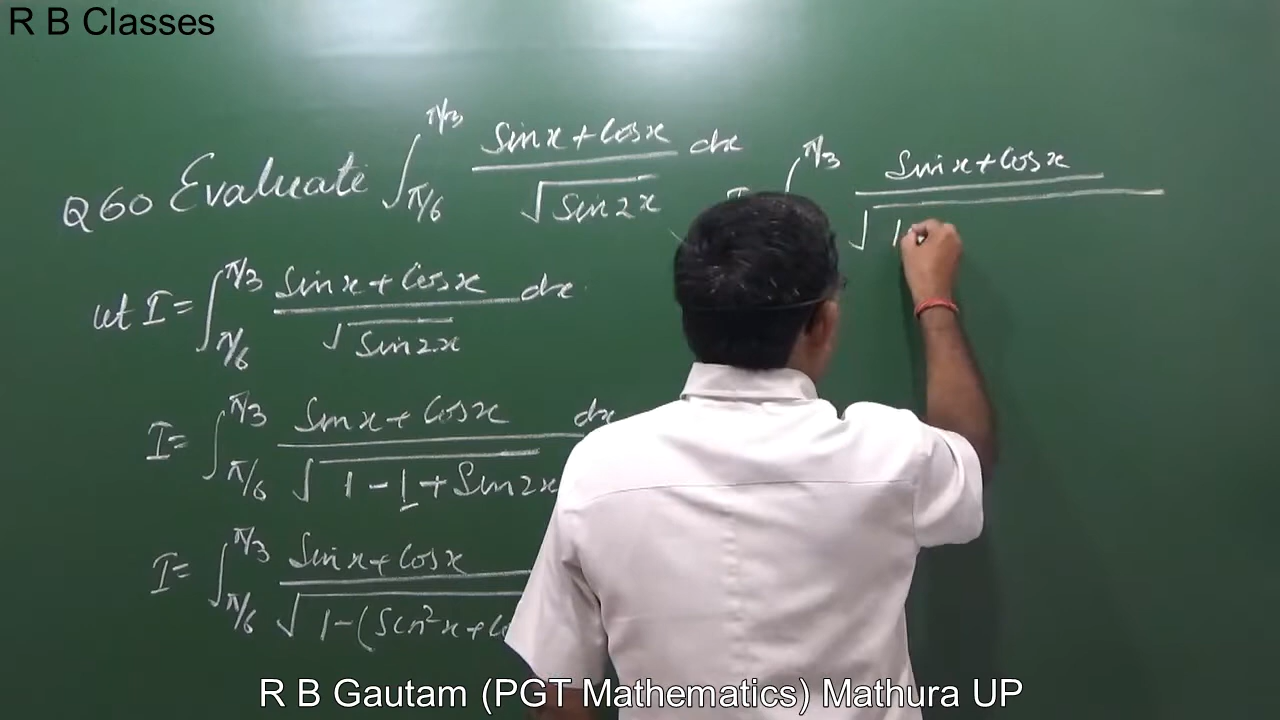 R B Classes
Q60 Evaluate ∫_{π/6}^{π/3} (Sinx + Cosx)/√(Sin2x) dx
let I = ∫_{π/6}^{π/3} (Sinx + Cosx)/√(Sin2x) dx
I = ∫_{π/6}^{π/3} (Sinx + Cosx) dx/√(1 - 1 + Sin2x
I = ∫_{π/6}^{π/3} (Sinx + Cosx)/√(1 - (Sin²x +
∫^{π/3} (Sinx + Cosx)/√(1
R B Gautam (PGT Mathematics) Mathura UP